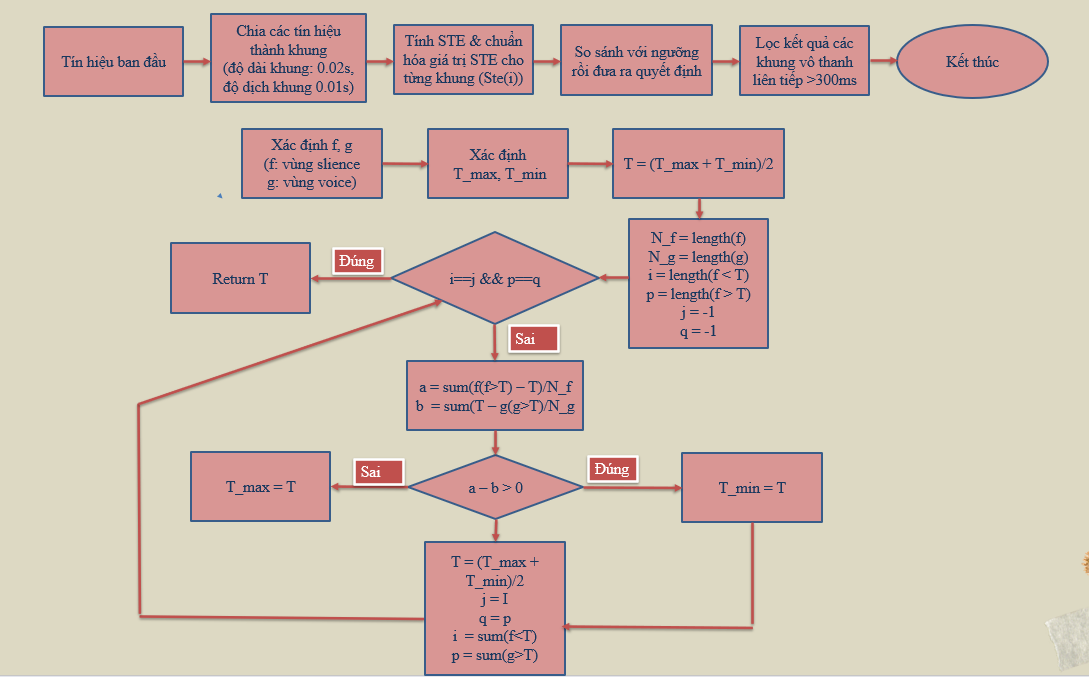 Tín hiệu ban đầu
Chia các tín hiệu
thành khung
(độ dài khung: 0.02s,
độ dịch khung 0.01s)
Tính STE & chuẩn
hóa giá trị STE cho
từng khung (Ste(i))
So sánh với ngưỡng
rồi đưa ra quyết định
Lọc kết quả các
khung vô thanh
liên tiếp >300ms
Kết thúc
Xác định f, g
(f: vùng slience
g: vùng voice)
Xác định
T_max, T_min
T = (T_max + T_min)/2
N_f = length(f)
N_g = length(g)
i = length(f < T)
p = length(f > T)
j = -1
q = -1
i==j && p==q
Đúng
Return T
Sai
a = sum(f(f>T) – T)/N_f
b = sum(T – g(g>T)/N_g
a – b > 0
Sai
T_max = T
Đúng
T_min = T
T = (T_max +
T_min)/2
j = I
q = p
i = sum(f<T)
p = sum(g>T)